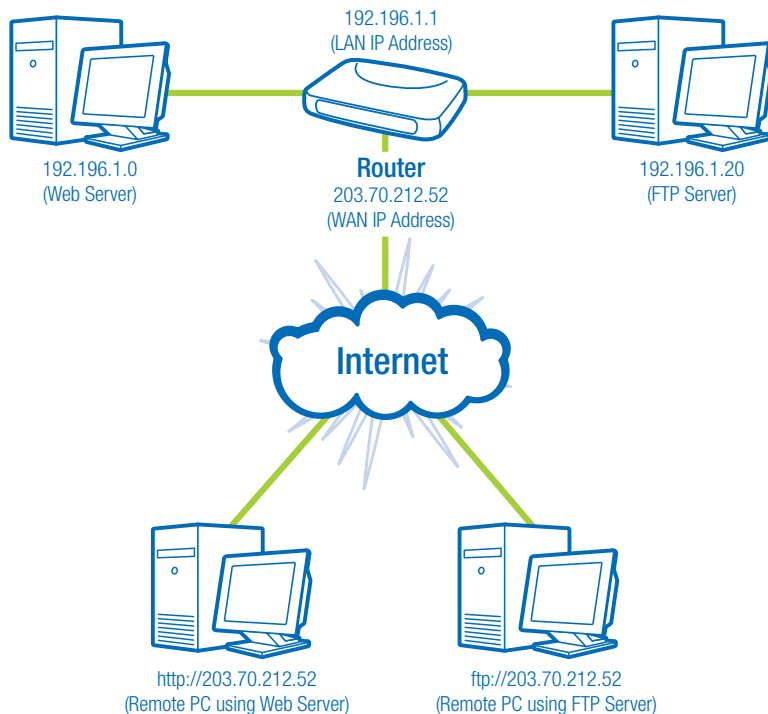 192.196.1.1
(LAN IP Address)
192.196.1.0
(Web Server)
Router
203.70.212.52
(WAN IP Address)
192.196.1.20
(FTP Server)
Internet
http://203.70.212.52
(Remote PC using Web Server)
ftp://203.70.212.52
(Remote PC using FTP Server)